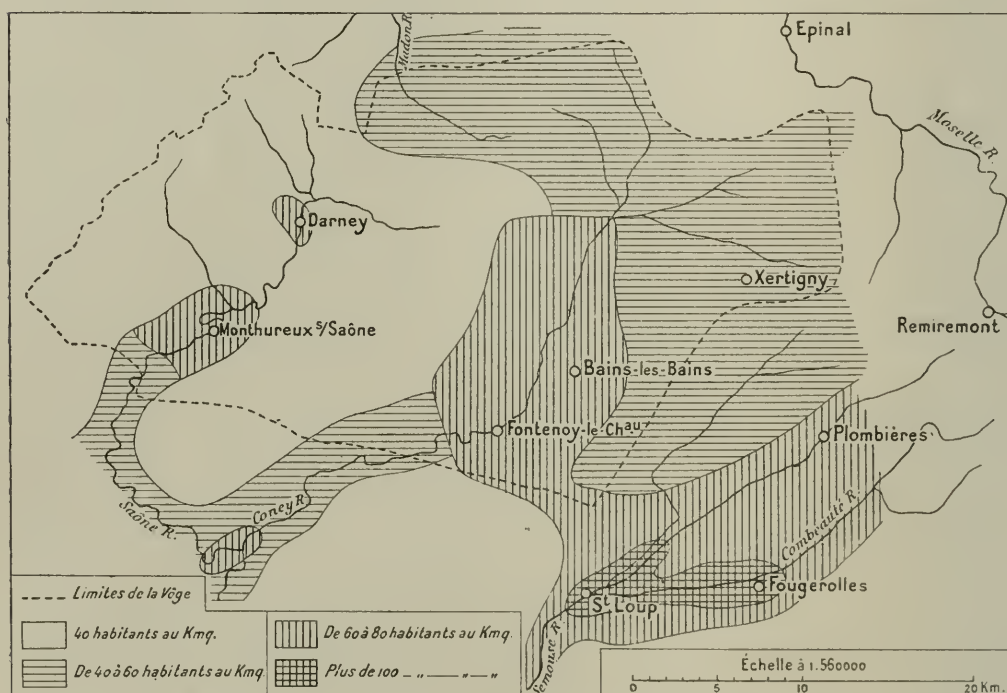 Epinal
Madon R.
Moselle R.
Darney
Xertigny
Remiremont
Monthureux s/Saône
Bains-les-Bains
Fontenoy-le-Chau
Plombières
Saône R.
Coney R.
Combeauté R.
Fougerolles
St Loup
Semouse R.
Limites de la Vôge
40 habitants au Kmq.
De 60 à 80 habitants au Kmq.
De 40 à 60 habitants au Kmq.
Plus de 100 _ „ _ „ _ „
Échelle à 1.560000
0 5 10 20 Km.